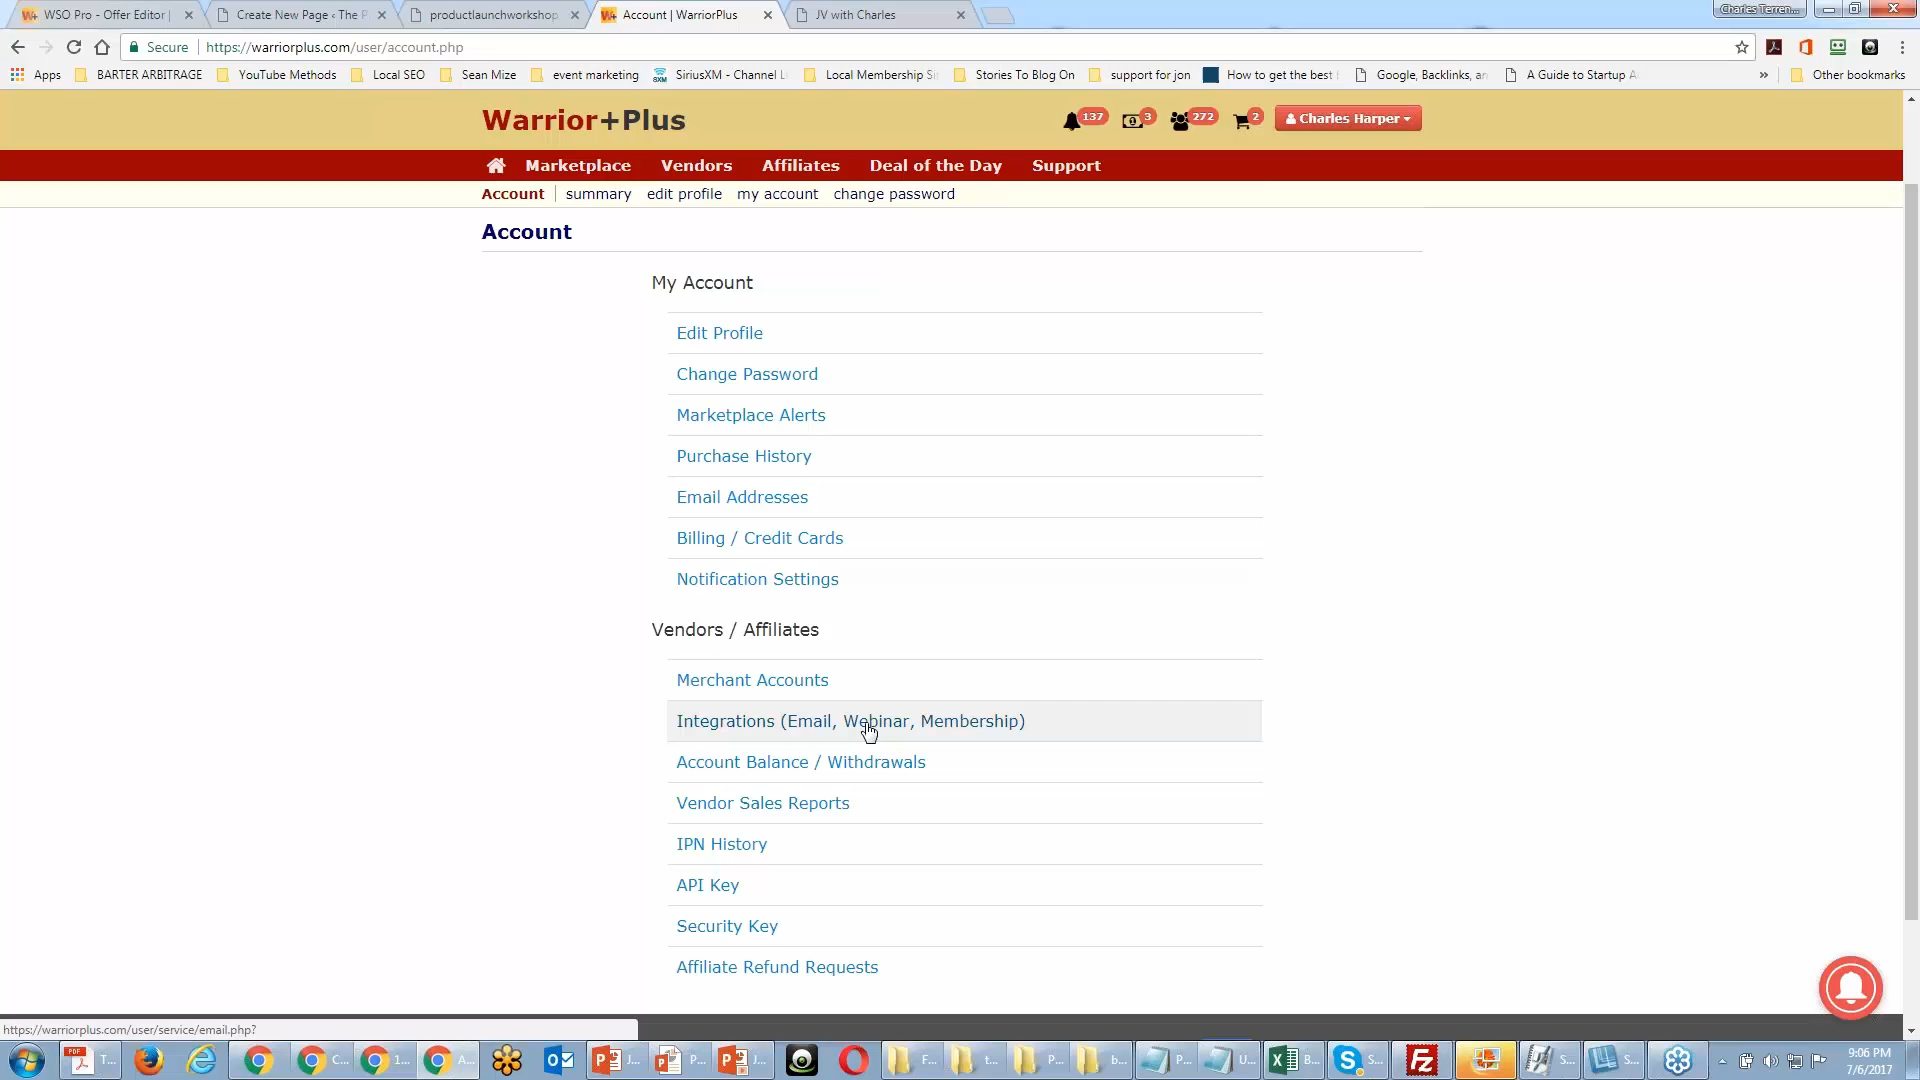 WSO Pro - Offer Editor |
Create New Page ‹ The P
productlaunchworkshop
Account | WarriorPlus
JV with Charles
Charles Terren...
Secure
https://warriorplus.com/user/account.php
Apps
BARTER ARBITRAGE
YouTube Methods
Local SEO
Sean Mize
event marketing
SiriusXM - Channel L
Local Membership Si
Stories To Blog On
support for jon
How to get the best
Google, Backlinks, an
A Guide to Startup A
»
Other bookmarks
Warrior+Plus
137
3
272
2
Charles Harper
Marketplace
Vendors
Affiliates
Deal of the Day
Support
Account
summary
edit profile
my account
change password
Account
My Account
Edit Profile
Change Password
Marketplace Alerts
Purchase History
Email Addresses
Billing / Credit Cards
Notification Settings
Vendors / Affiliates
Merchant Accounts
Integrations (Email, Webinar, Membership)
Account Balance / Withdrawals
Vendor Sales Reports
IPN History
API Key
Security Key
Affiliate Refund Requests
https://warriorplus.com/user/service/email.php?
T...
C...
1...
A...
J...
P...
J...
F...
t...
P...
b...
P...
U...
B...
S...
S...
S...
9:06 PM
7/6/2017